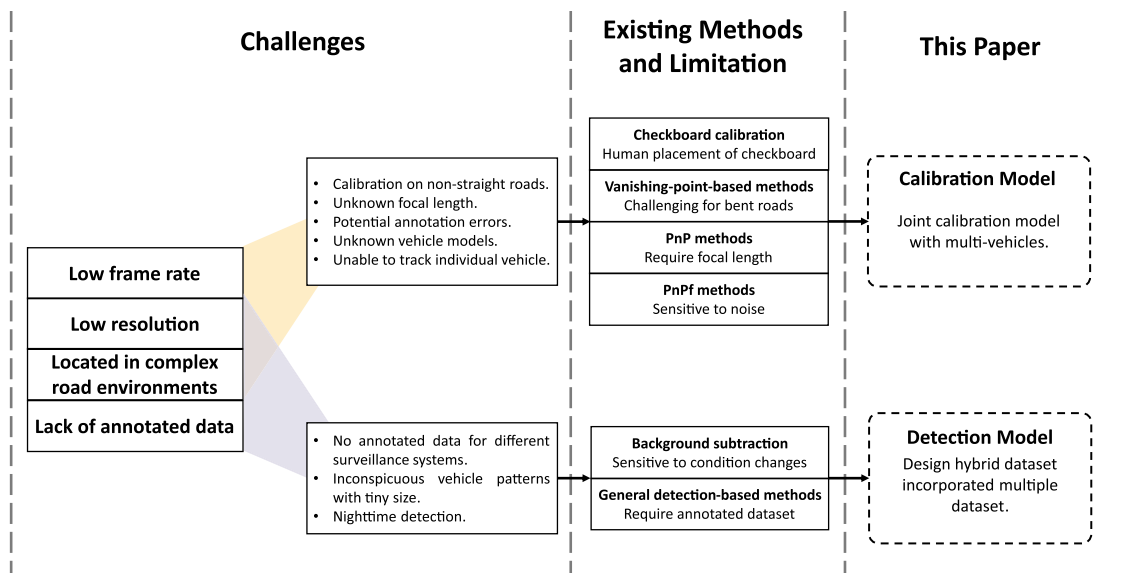 Challenges
Existing Methods
and Limitation
This Paper
Low frame rate
Low resolution
Located in complex
road environments
Lack of annotated data
• Calibration on non-straight roads.
• Unknown focal length.
• Potential annotation errors.
• Unknown vehicle models.
• Unable to track individual vehicle.
Checkboard calibration
Human placement of checkboard
Vanishing-point-based methods
Challenging for bent roads
PnP methods
Require focal length
PnPf methods
Sensitive to noise
Calibration Model
Joint calibration model
with multi-vehicles.
• No annotated data for different
surveillance systems.
• Inconspicuous vehicle patterns
with tiny size.
• Nighttime detection.
Background subtraction
Sensitive to condition changes
General detection-based methods
Require annotated dataset
Detection Model
Design hybrid dataset
incorporated multiple
dataset.